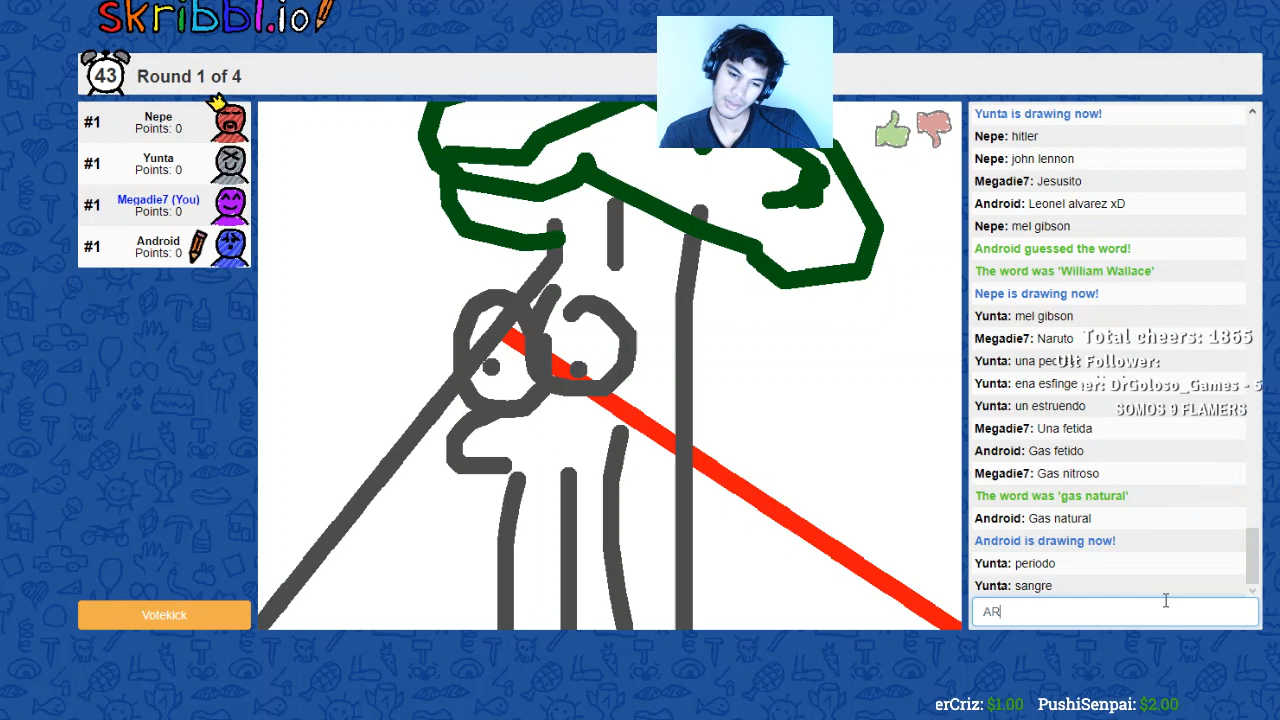 skribbl.io
43
Round 1 of 4
#1
Nepe
Points: 0
#1
Yunta
Points: 0
#1
Megadie7 (You)
Points: 0
#1
Android
Points: 0
Votekick
Yunta is drawing now!
Nepe: hitler
Nepe: john lennon
Megadie7: Jesusito
Android: Leonel alvarez xD
Nepe: mel gibson
Android guessed the word!
The word was 'William Wallace'
Nepe is drawing now!
Yunta: mel gibson
Megadie7: Naruto
Total cheers: 1865
Yunta: una
Ult Follower:
Yunta: ena esfinge
er: DrGoloso_Games - 5
Yunta: un estruendo
SOMOS 9 FLAMERS
Megadie7: Una fetida
Android: Gas fetido
Megadie7: Gas nitroso
The word was 'gas natural'
Android: Gas natural
Android is drawing now!
Yunta: periodo
Yunta: sangre
AR
erCriz: $1.00 PushiSenpai: $2.00